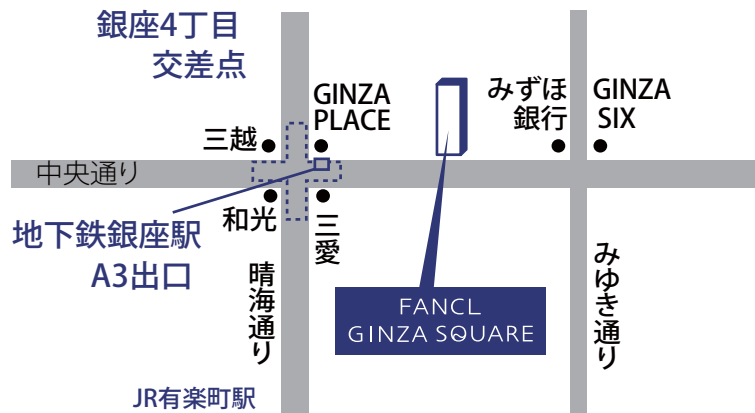 銀座4丁目
交差点
GINZA
PLACE
みずほ
銀行
GINZA
SIX
三越
中央通り
和光
三愛
地下鉄銀座駅
A3出口
晴海通り
FANCL
GINZA SQUARE
みゆき通り
JR有楽町駅